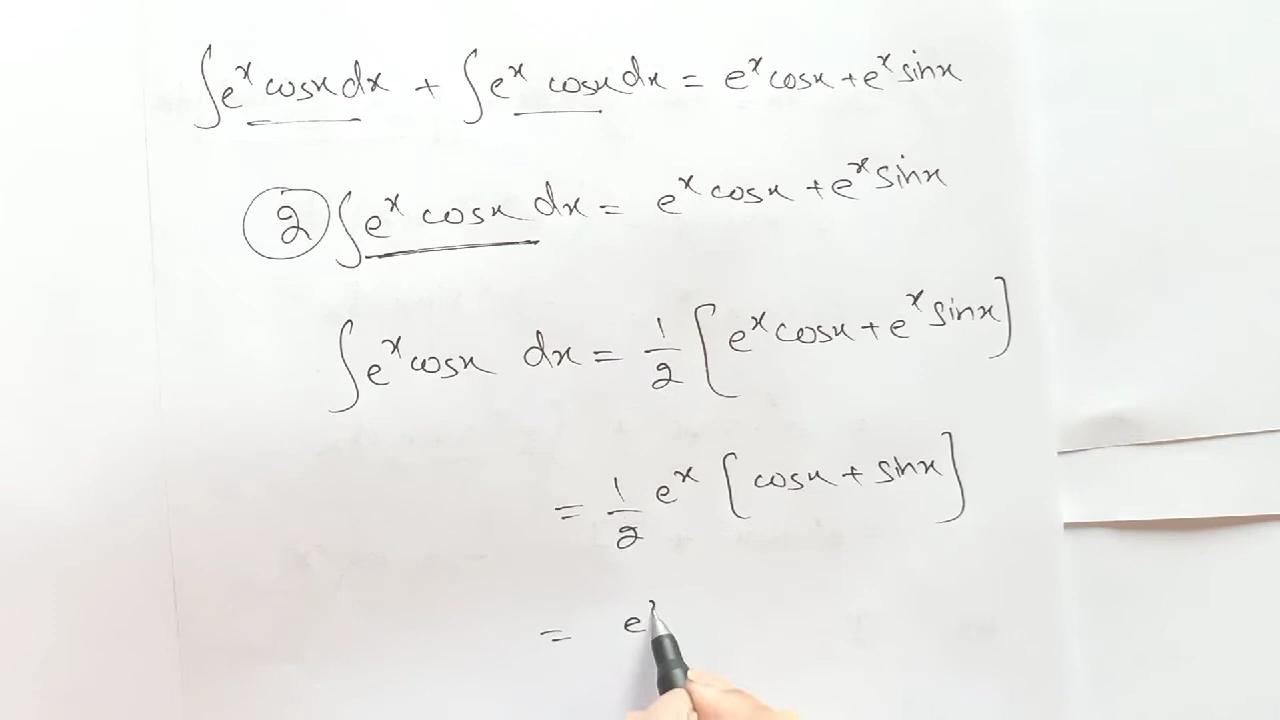 ∫e^x cosx dx + ∫e^x cosx dx = e^x cosx + e^x sinx
2 ∫e^x cosx dx = e^x cosx + e^x sinx
∫e^x cosx dx = 1/2 [e^x cosx + e^x sinx]
= 1/2 e^x [cosx + sinx]
= e